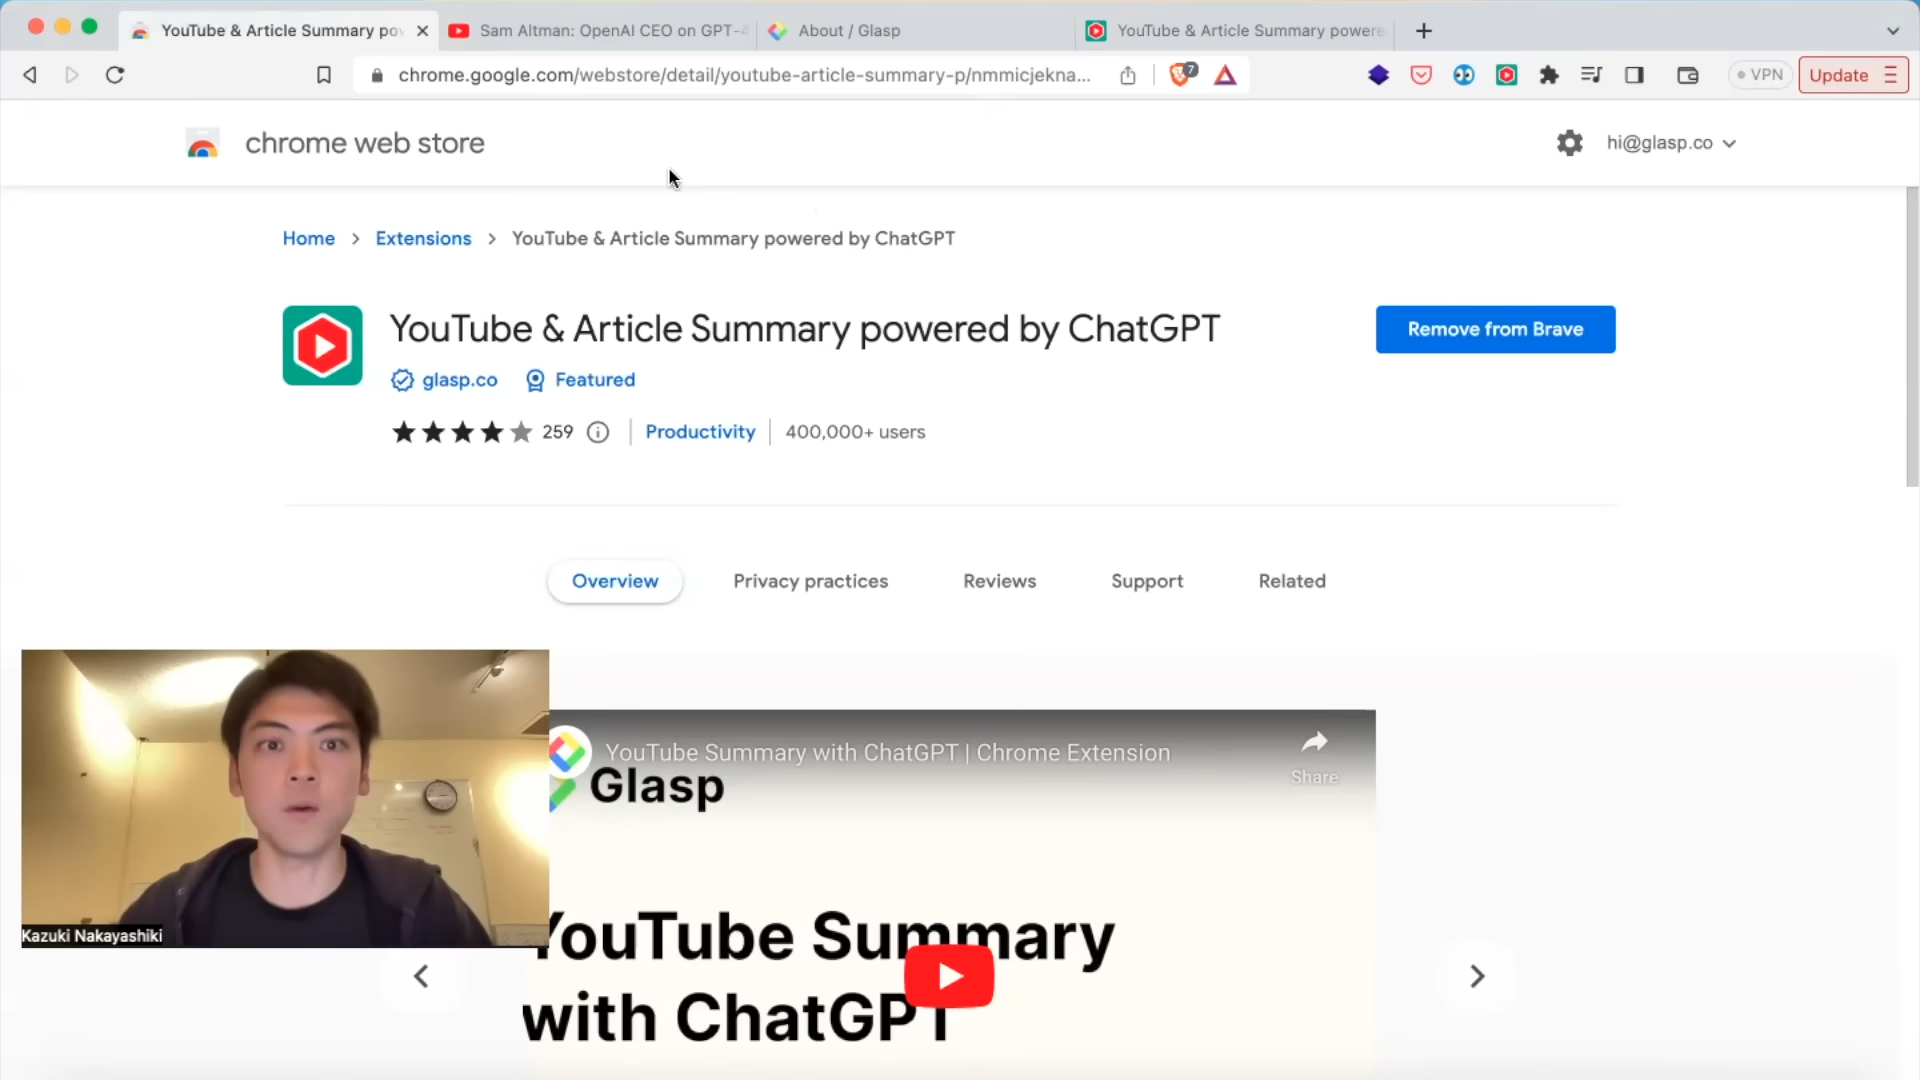 YouTube & Article Summary pow
Sam Altman: OpenAI CEO on GPT-4
About / Glasp
YouTube & Article Summary powere
chrome.google.com/webstore/detail/youtube-article-summary-p/nmmicjekna...
7
VPN
Update
chrome web store
hi@glasp.co
Home > Extensions > YouTube & Article Summary powered by ChatGPT
YouTube & Article Summary powered by ChatGPT
Remove from Brave
glasp.co
Featured
259
Productivity
400,000+ users
Overview
Privacy practices
Reviews
Support
Related
YouTube Summary with ChatGPT | Chrome Extension
Share
Glasp
YouTube Summary
with ChatGPT
Kazuki Nakayashiki